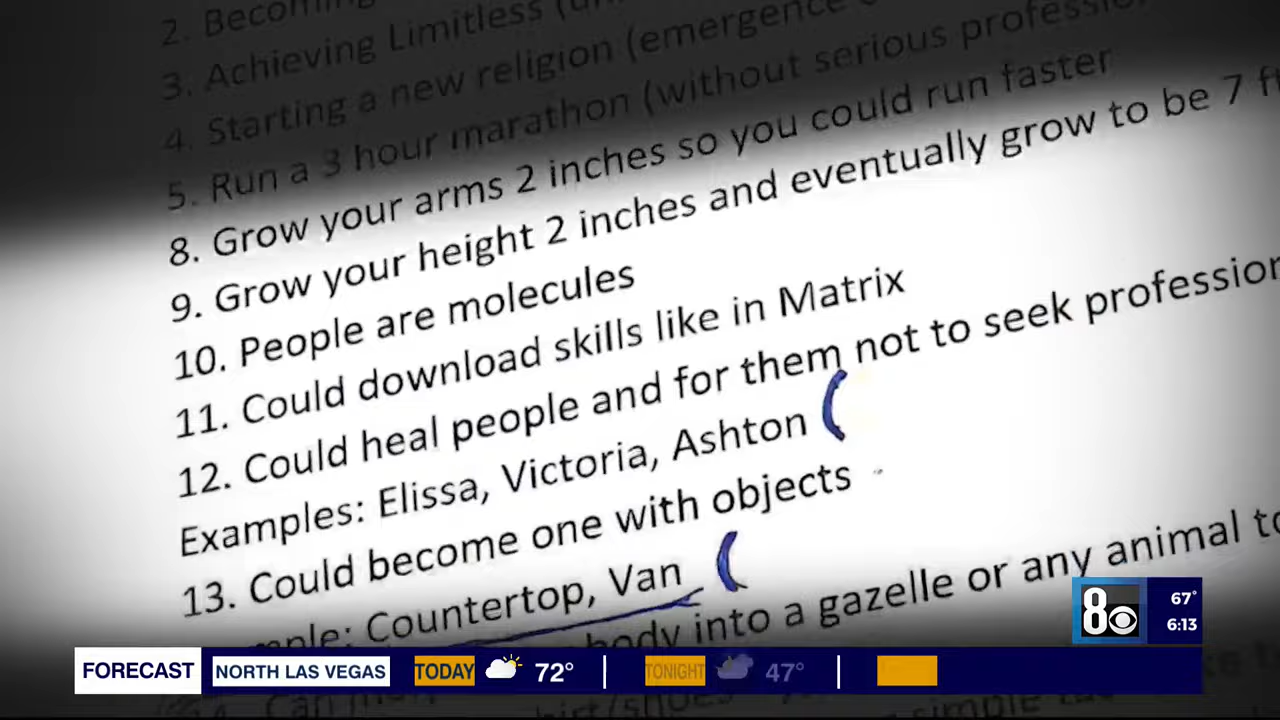 2. Becoming
3. Achieving Limitless
4. Starting a new religion (emergence
5. Run a 3 hour marathon (without serious
8. Grow your arms 2 inches so you could run faster
9. Grow your height 2 inches and eventually grow to be 7
10. People are molecules
11. Could download skills like in Matrix
12. Could heal people and for them not to seek
Examples: Elissa, Victoria, Ashton (
13. Could become one with objects
Countertop, Van (
body into a gazelle or any animal
8
67°
6:13
FORECAST NORTH LAS VEGAS TODAY 72° TONIGHT 47°